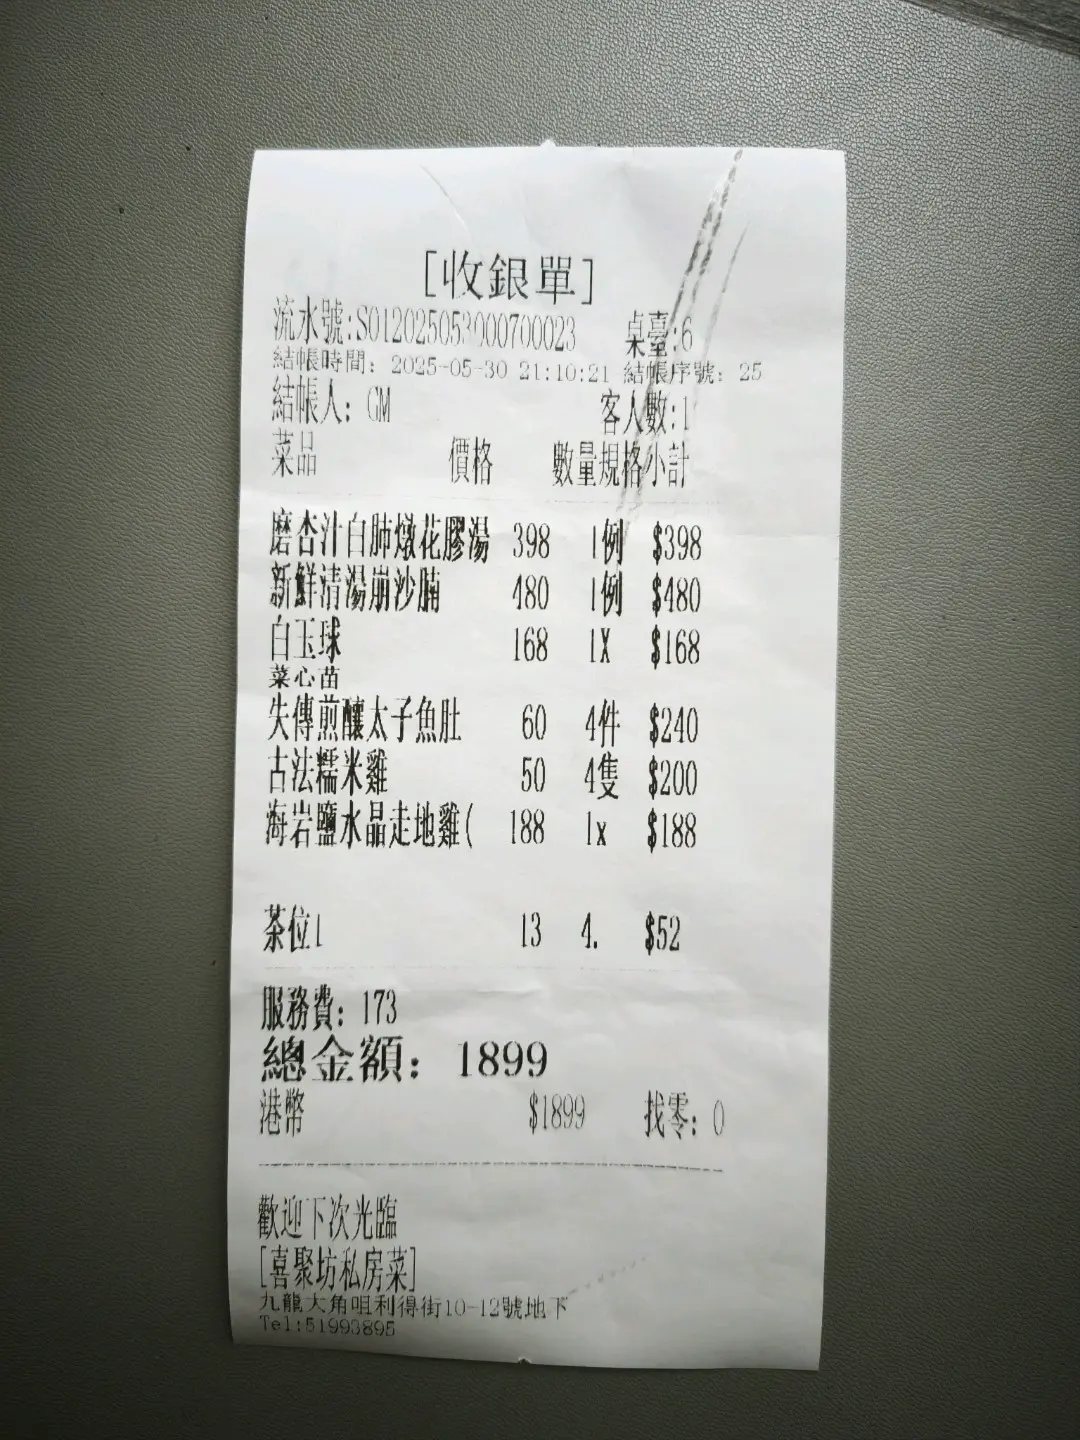 [收銀單]
流水號:S0120250530000700023 桌臺:6
結帳時間: 2025-05-30 21:10:21 結帳序號: 25
結帳人: GM 客人數:1
菜品 價格 數量規格小計
磨杏汁白肺燉花膠湯 398 1例 $398
新鮮清湯崩沙腩 480 1例 $480
白玉球 168 1X $168
菜心苗
失傳煎釀太子魚肚 60 4件 $240
古法糯米雞 50 4隻 $200
海岩鹽水晶走地雞( 188 1x $188
茶位1 13 4. $52
服務費: 173
總金額: 1899
港幣 $1899 找零: 0
歡迎下次光臨
[喜聚坊私房菜]
九龍大角咀利得街10-12號地下
Tel:51993895